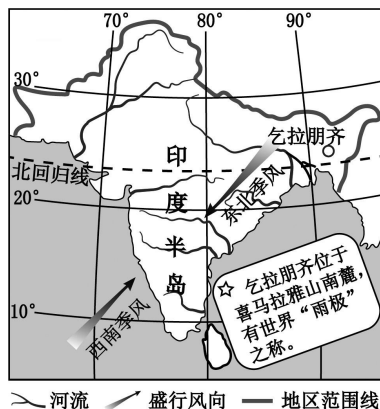 70° 80° 90°
30°
乞拉朋齐
北回归线
印度半岛
20°
东北季风
10°
西南季风
☆ 乞拉朋齐位于
喜马拉雅山南麓，
有世界“雨极”
之称。
河流 盛行风向 地区范围线